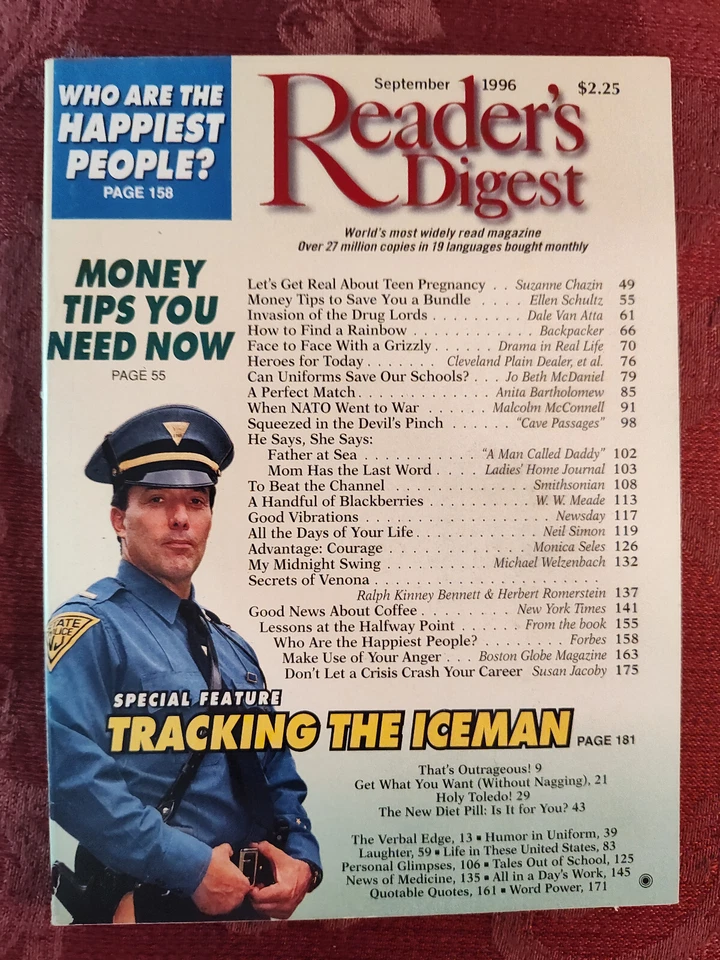 WHO ARE THE
HAPPIEST
PEOPLE?
PAGE 158
September 1996 $2.25
Reader's
Digest
World's most widely read magazine
Over 27 million copies in 19 languages bought monthly
MONEY
TIPS YOU
NEED NOW
PAGE 55
Let's Get Real About Teen Pregnancy . . Suzanne Chazin 49
Money Tips to Save You a Bundle . . . . Ellen Schultz 55
Invasion of the Drug Lords . . . . . . . . . Dale Van Atta 61
How to Find a Rainbow . . . . . . . . . . . . Backpacker 66
Face to Face With a Grizzly . . . . . . Drama in Real Life 70
Heroes for Today . . . . . . . Cleveland Plain Dealer, et al. 76
Can Uniforms Save Our Schools? . . . Jo Beth McDaniel 79
A Perfect Match . . . . . . . . . . . . . . Anita Bartholomew 85
When NATO Went to War . . . . . . Malcolm McConnell 91
Squeezed in the Devil's Pinch . . . . . . "Cave Passages" 98
He Says, She Says:
Father at Sea . . . . . . . . . . . "A Man Called Daddy" 102
Mom Has the Last Word . . . . Ladies' Home Journal 103
To Beat the Channel . . . . . . . . . . . . . . Smithsonian 108
A Handful of Blackberries . . . . . . . . . . W. W. Meade 113
Good Vibrations . . . . . . . . . . . . . . . . . . Newsday 117
All the Days of Your Life . . . . . . . . . . . . Neil Simon 119
Advantage: Courage . . . . . . . . . . . . . Monica Seles 126
My Midnight Swing . . . . . . . . . . . Michael Welzenbach 132
Secrets of Venona . . . . . . . . . . . . . . . . . . . .
Ralph Kinney Bennett & Herbert Romerstein 137
Good News About Coffee . . . . . . . . New York Times 141
Lessons at the Halfway Point . . . . . . From the book 155
Who Are the Happiest People? . . . . . . . . Forbes 158
Make Use of Your Anger . . . Boston Globe Magazine 163
Don't Let a Crisis Crash Your Career Susan Jacoby 175
SPECIAL FEATURE
TRACKING THE ICEMAN PAGE 181
That's Outrageous! 9
Get What You Want (Without Nagging), 21
Holy Toledo! 29
The New Diet Pill: Is It for You? 43
The Verbal Edge, 13 ▪ Humor in Uniform, 39
Laughter, 59 ▪ Life in These United States, 83
Personal Glimpses, 106 ▪ Tales Out of School, 125
News of Medicine, 135 ▪ All in a Day's Work, 145
Quotable Quotes, 161 ▪ Word Power, 171